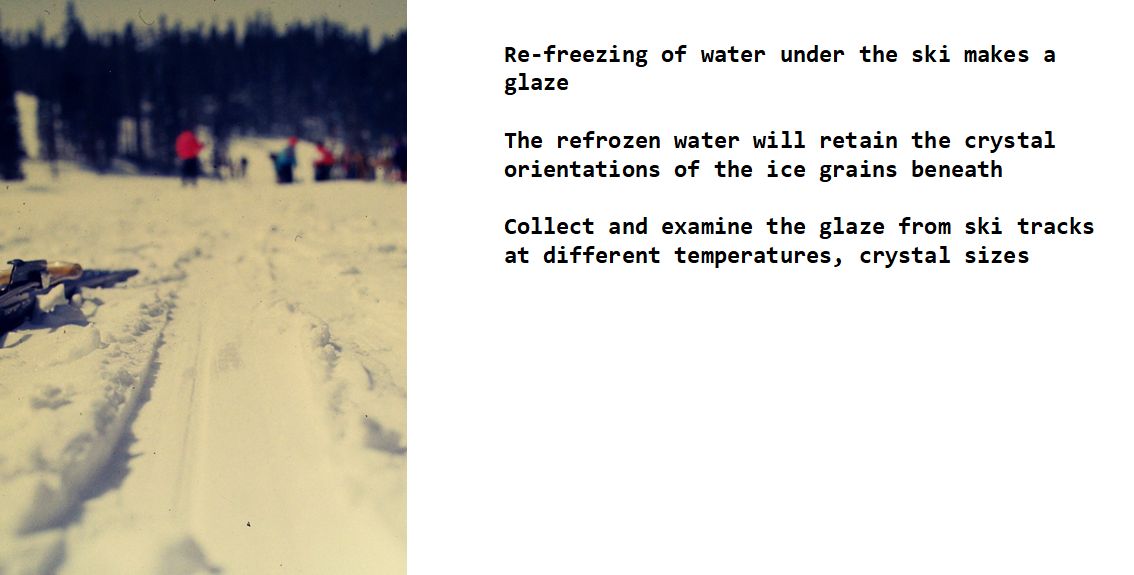 Re-freezing of water under the ski makes a
glaze
The refrozen water will retain the crystal
orientations of the ice grains beneath
Collect and examine the glaze from ski tracks
at different temperatures, crystal sizes